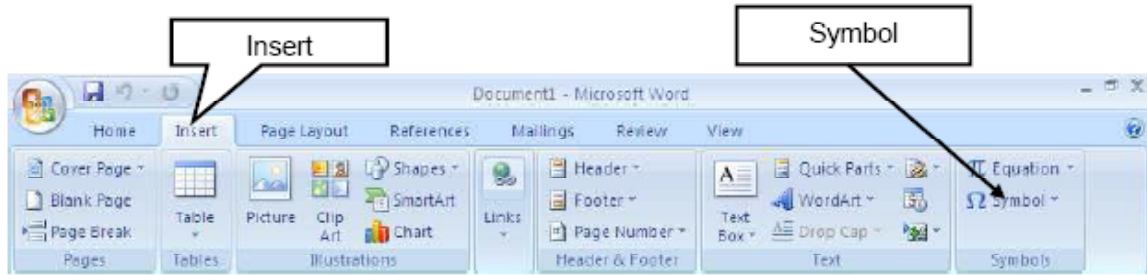 Insert
Symbol
Document1 - Microsoft Word
Home Insert Page Layout References Mailings Review View
Cover Page
Blank Page
Page Break
Pages
Table
Tables
Picture
Clip Art
Shapes
SmartArt
Chart
Illustrations
Links
Header
Footer
Page Number
Header & Footer
Text Box
Quick Parts
WordArt
Drop Cap
Text
π Equation
Ω Symbol
Symbols